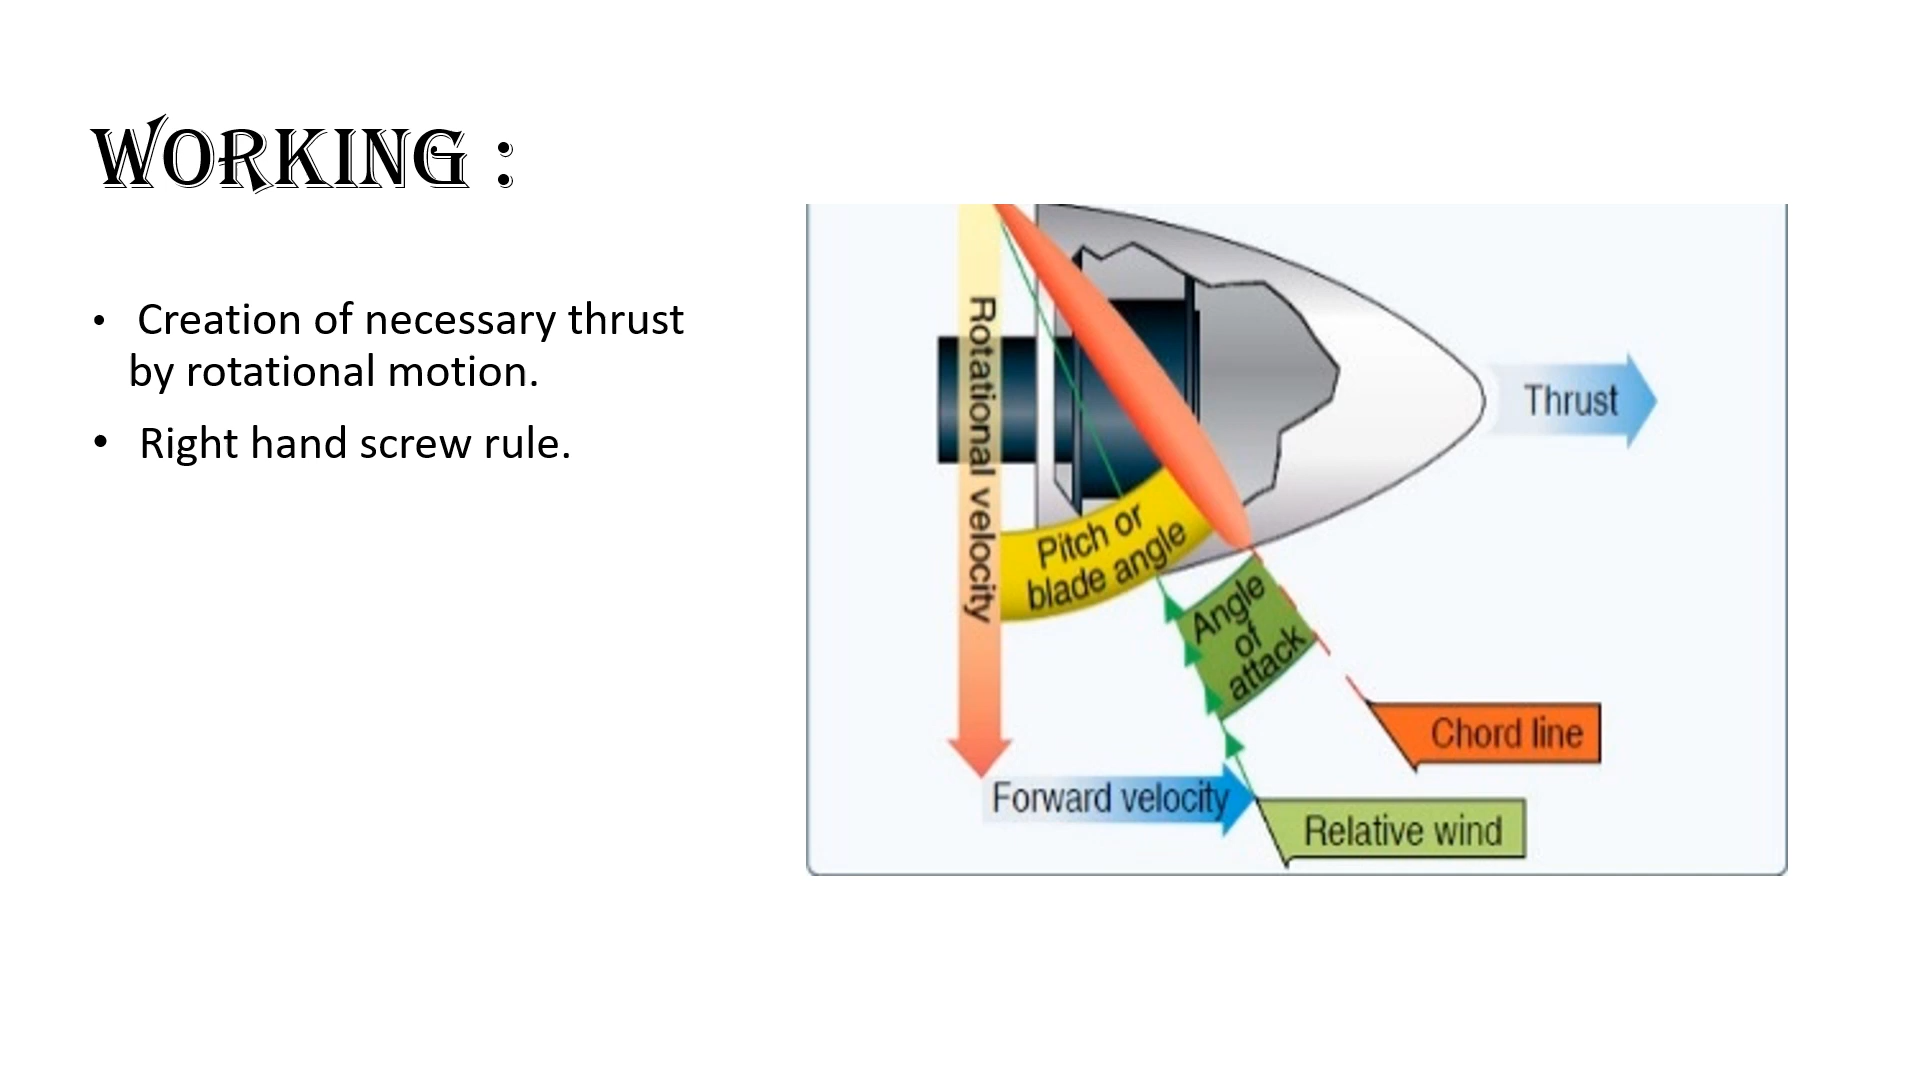 WORKING :
• Creation of necessary thrust
by rotational motion.
• Right hand screw rule.
Rotational velocity
Thrust
Pitch or
blade angle
Angle
of
attack
Chord line
Forward velocity
Relative wind